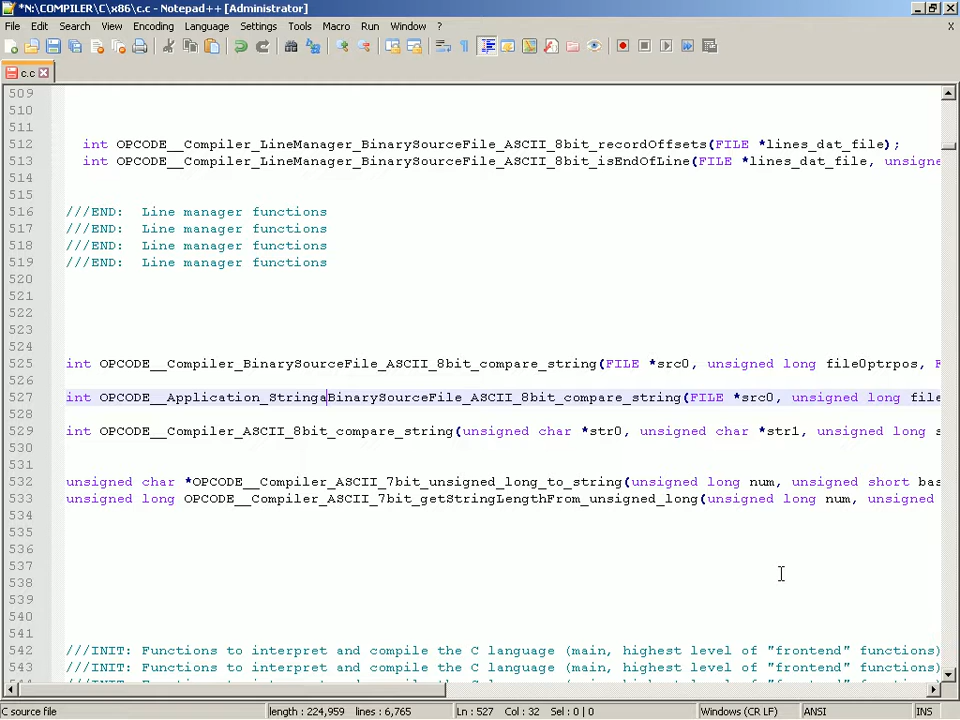 *N:\COMPILER\C\x86\c.c - Notepad++ [Administrator]
File Edit Search View Encoding Language Settings Tools Macro Run Plugins Window ? X
c.c
509
510
511
512 int OPCODE__Compiler_LineManager_BinarySourceFile_ASCII_8bit_recordOffsets(FILE *lines_dat_file);
513 int OPCODE__Compiler_LineManager_BinarySourceFile_ASCII_8bit_isEndOfLine(FILE *lines_dat_file, unsigne
514
515
516 ///END: Line manager functions
517 ///END: Line manager functions
518 ///END: Line manager functions
519 ///END: Line manager functions
520
521
522
523
524
525 int OPCODE__Compiler_BinarySourceFile_ASCII_8bit_compare_string(FILE *src0, unsigned long file0ptrpos, F
526
527 int OPCODE__Application_StringaBinarySourceFile_ASCII_8bit_compare_string(FILE *src0, unsigned long file
528
529 int OPCODE__Compiler_ASCII_8bit_compare_string(unsigned char *str0, unsigned char *str1, unsigned long s
530
531
532 unsigned char *OPCODE__Compiler_ASCII_7bit_unsigned_long_to_string(unsigned long num, unsigned short bas
533 unsigned long OPCODE__Compiler_ASCII_7bit_getStringLengthFrom_unsigned_long(unsigned long num, unsigned
534
535
536
537
538
539
540
541
542 ///INIT: Functions to interpret and compile the C language (main, highest level of "frontend" functions)
543 ///INIT: Functions to interpret and compile the C language (main, highest level of "frontend" functions)
C source file length : 224,959 lines : 6,765 Ln : 527 Col : 32 Sel : 0 | 0 Windows (CR LF) ANSI INS